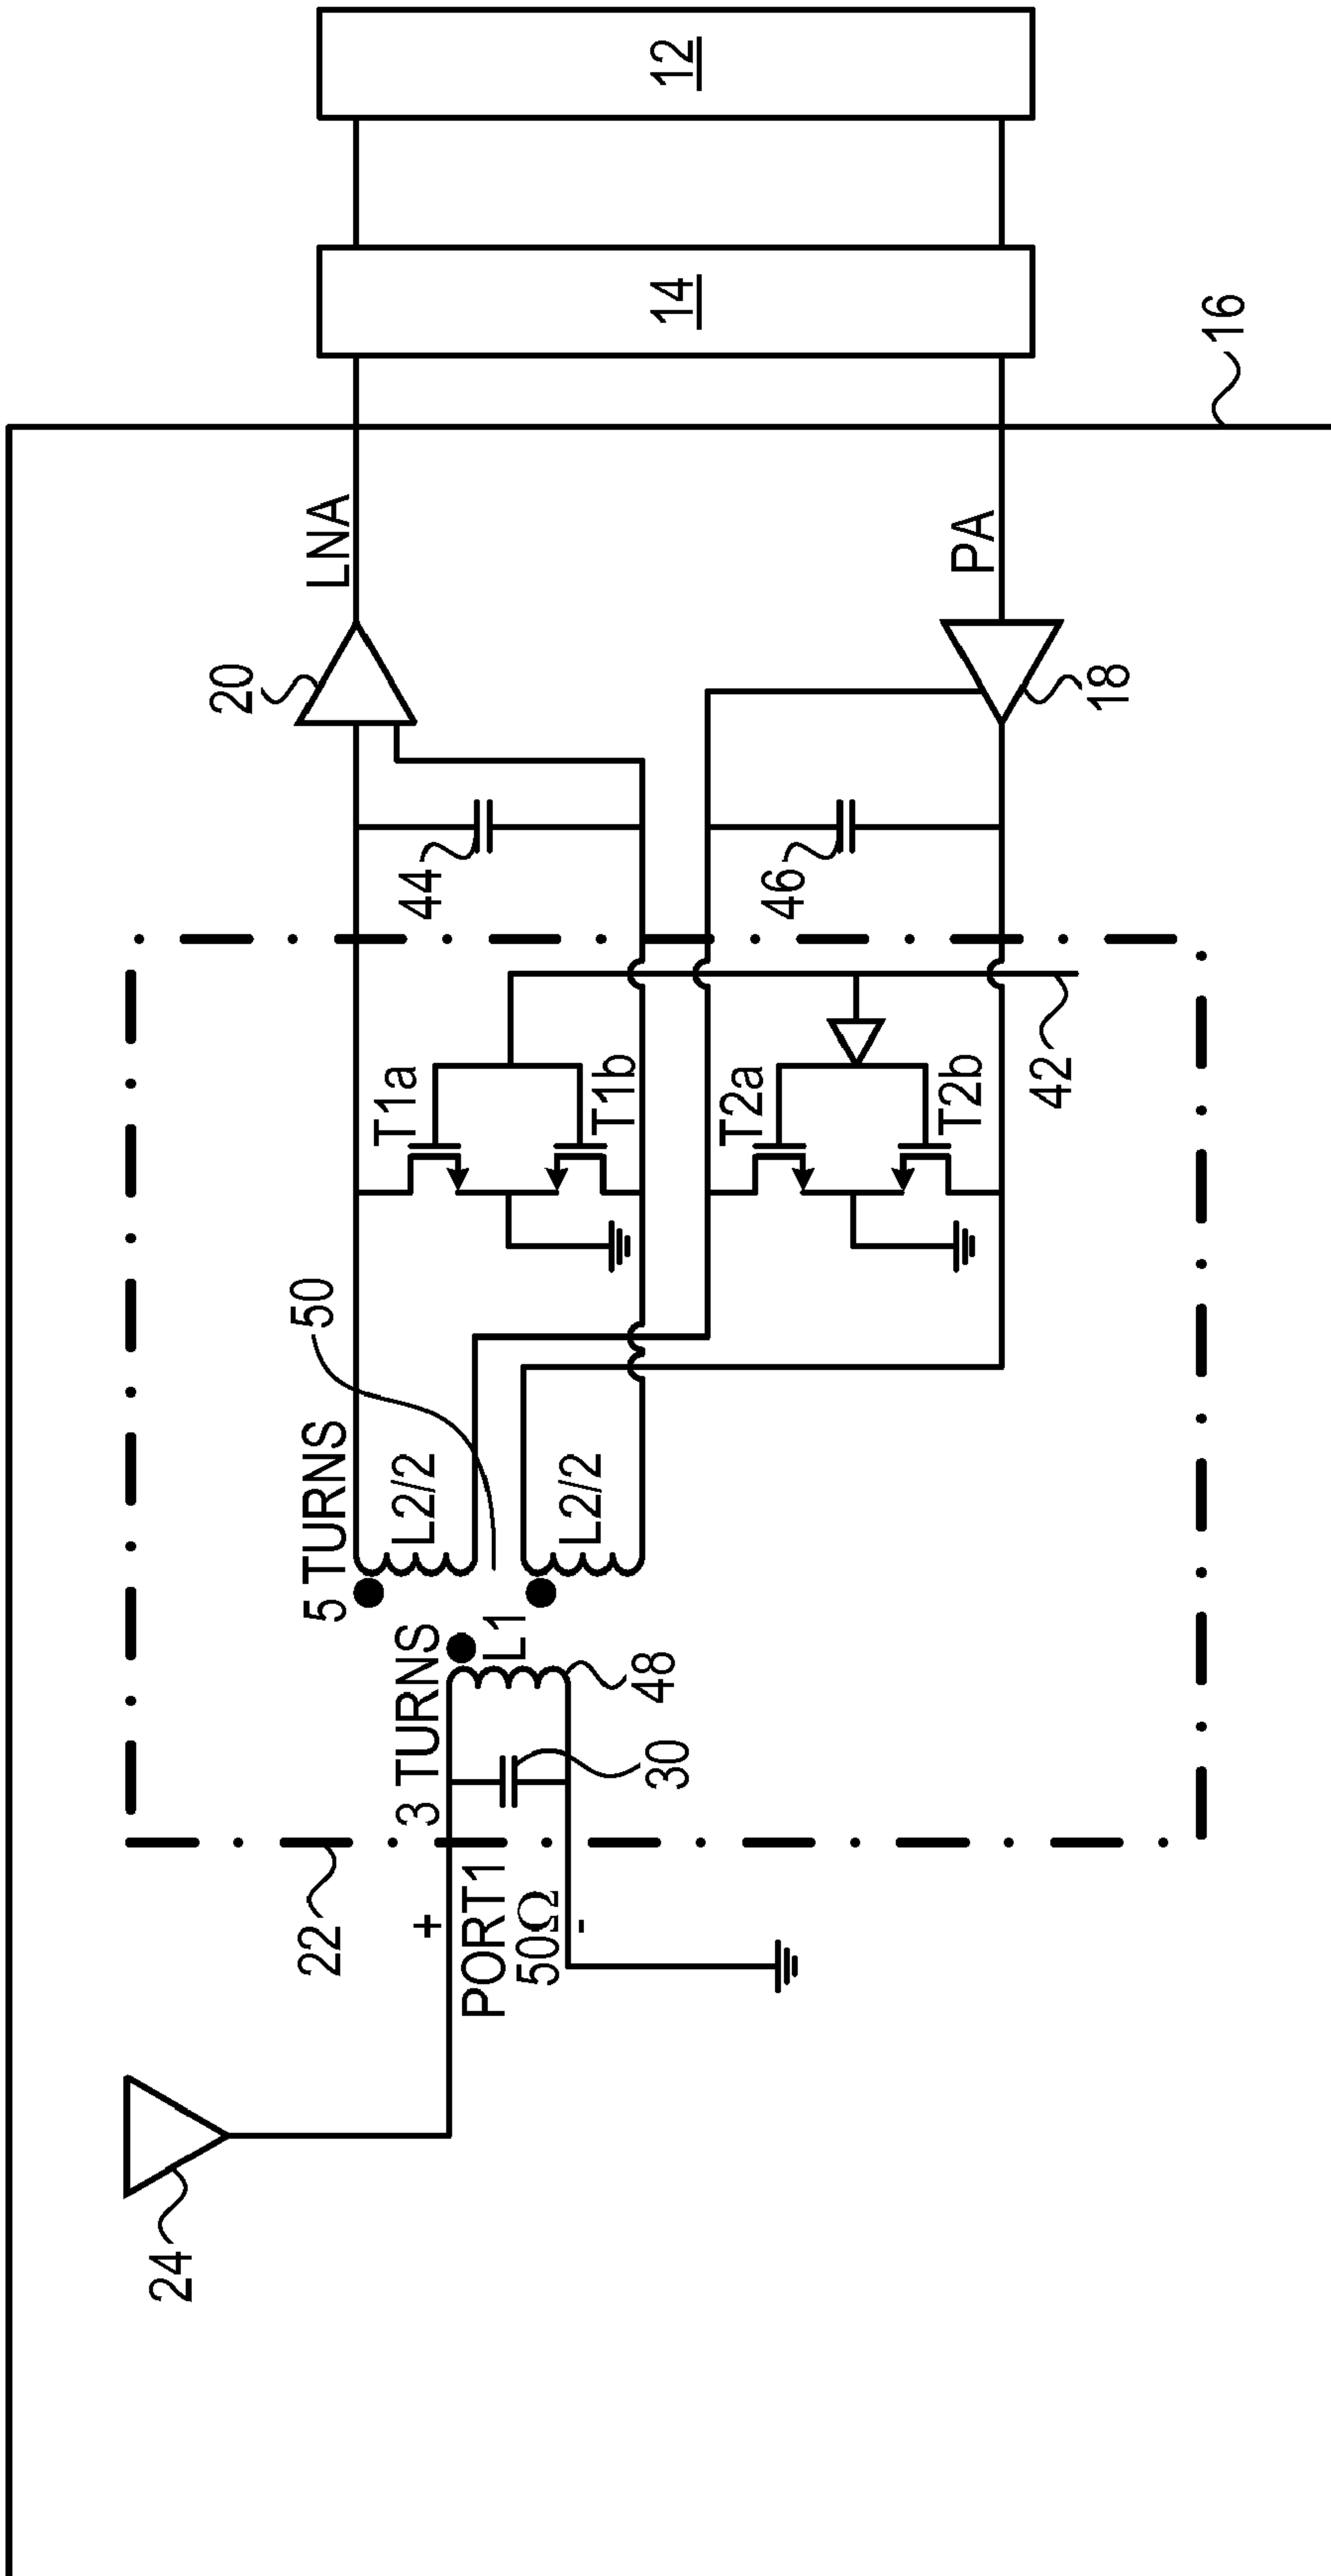 24
22
+
PORT1
50Ω
-
3 TURNS
30
48
L1
5 TURNS
L2/2
L2/2
50
T1a
T1b
T2a
T2b
42
44
46
20
LNA
18
PA
16
14
12